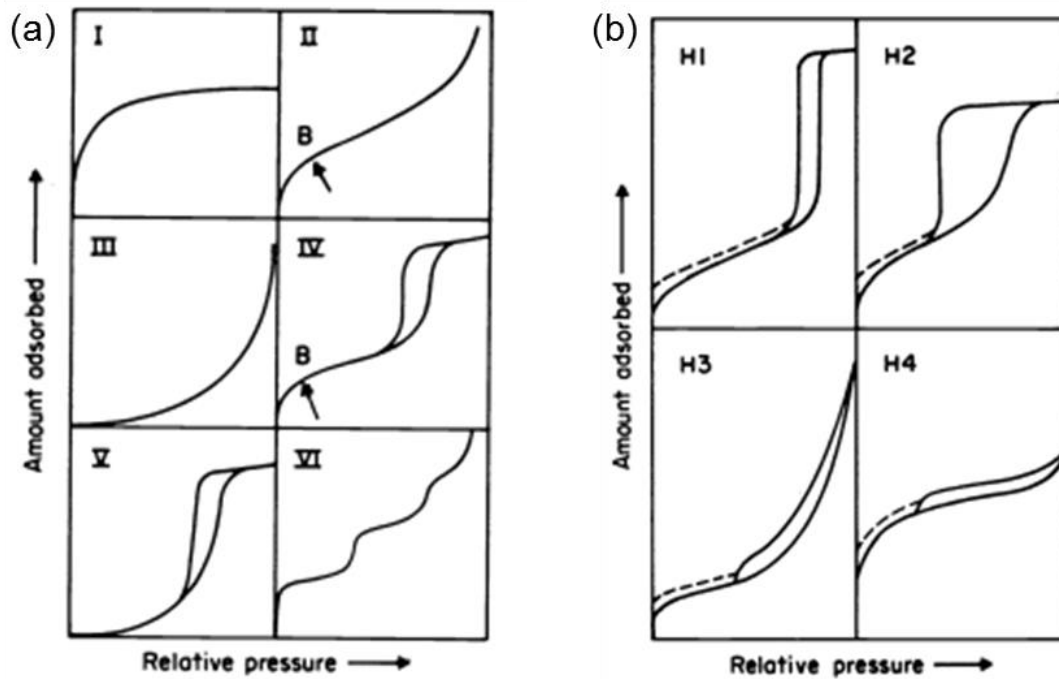 (a)
I
II
B
III
IV
B
V
VI
Amount adsorbed
Relative pressure
(b)
H1
H2
H3
H4
Amount adsorbed
Relative pressure